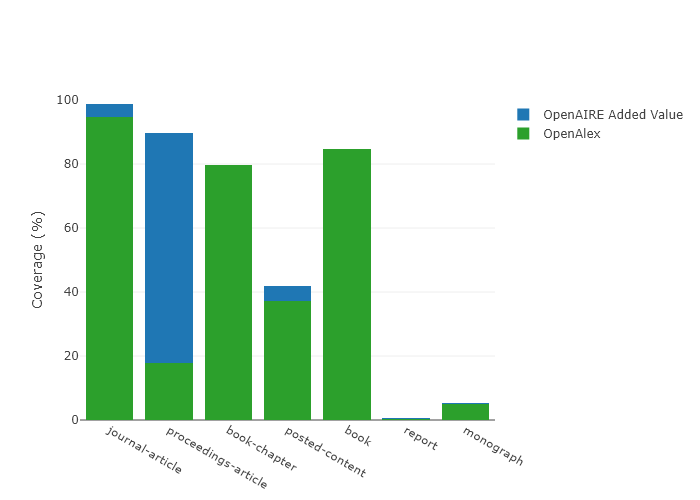 100
80
60
40
20
0
Coverage (%)
journal-article
proceedings-article
book-chapter
posted-content
book
report
monograph
OpenAIRE Added Value
OpenAlex